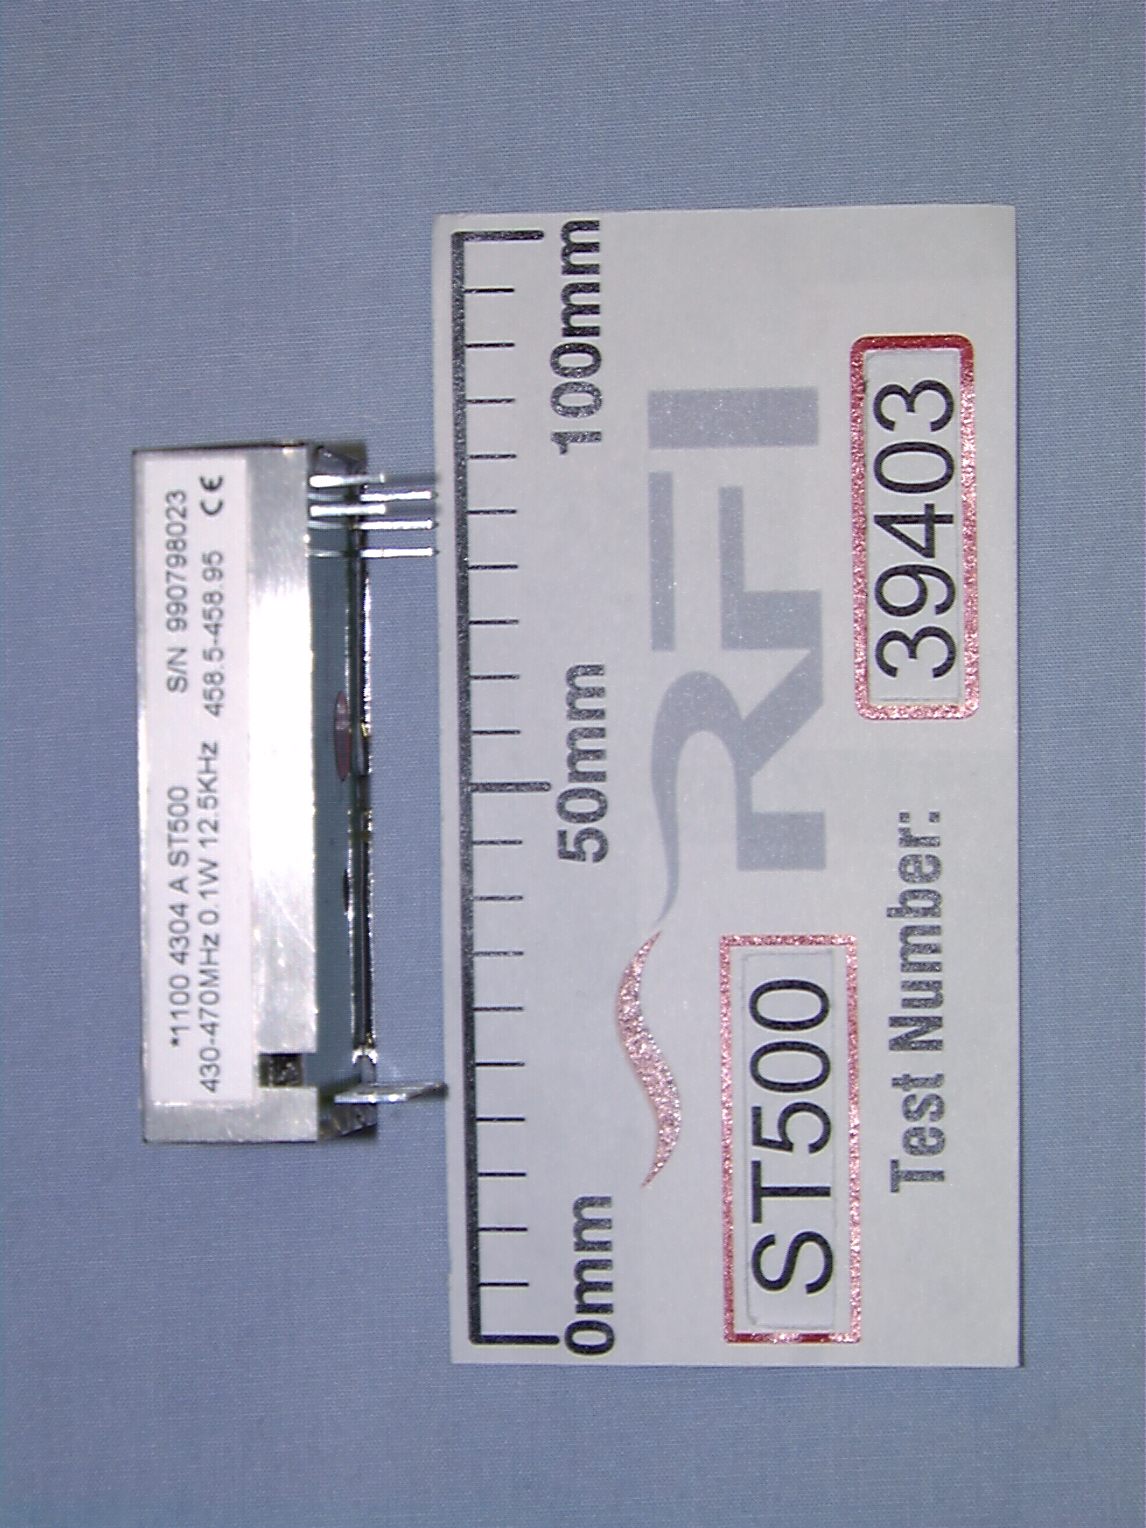 *1100 4304 A ST500 S/N 990798023
430-470MHz 0.1W 12.5KHz 458.5-458.95 CE
0mm 50mm 100mm
RFI
ST500
Test Number: 39403